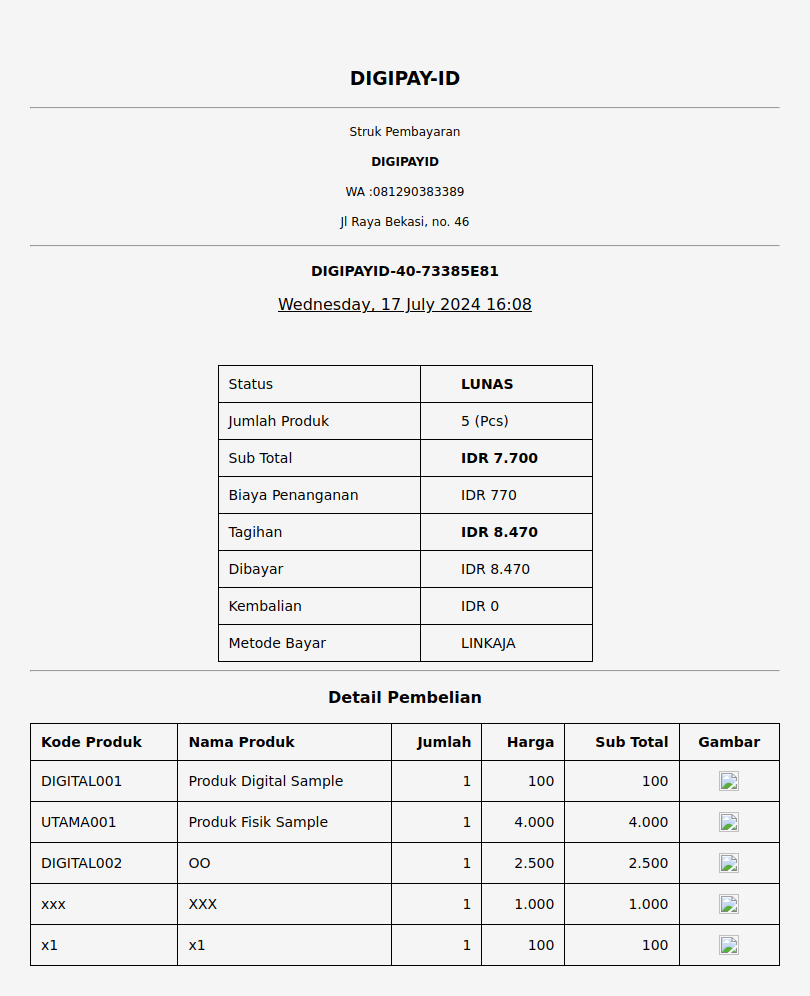 DIGIPAY-ID
Struk Pembayaran
DIGIPAYID
WA :081290383389
Jl Raya Bekasi, no. 46
DIGIPAYID-40-73385E81
Wednesday, 17 July 2024 16:08
Status LUNAS
Jumlah Produk 5 (Pcs)
Sub Total IDR 7.700
Biaya Penanganan IDR 770
Tagihan IDR 8.470
Dibayar IDR 8.470
Kembalian IDR 0
Metode Bayar LINKAJA
Detail Pembelian
Kode Produk Nama Produk Jumlah Harga Sub Total Gambar
DIGITAL001 Produk Digital Sample 1 100 100
UTAMA001 Produk Fisik Sample 1 4.000 4.000
DIGITAL002 OO 1 2.500 2.500
xxx XXX 1 1.000 1.000
x1 x1 1 100 100